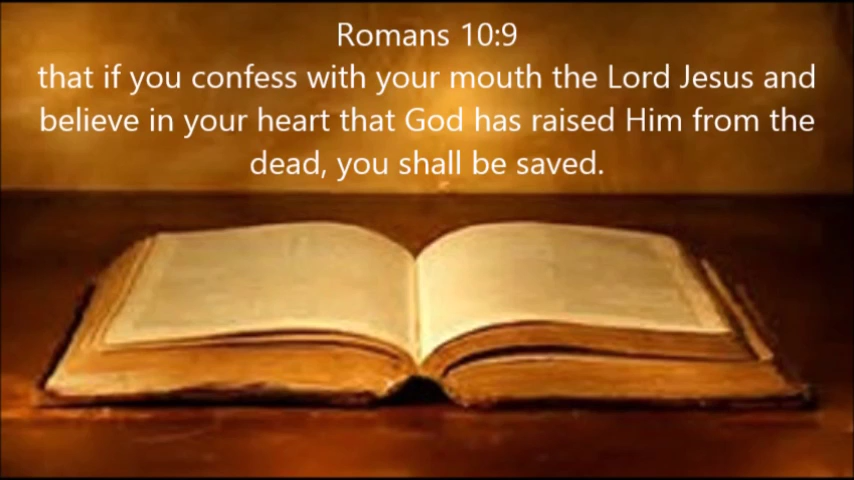 Romans 10:9
that if you confess with your mouth the Lord Jesus and
believe in your heart that God has raised Him from the
dead, you shall be saved.